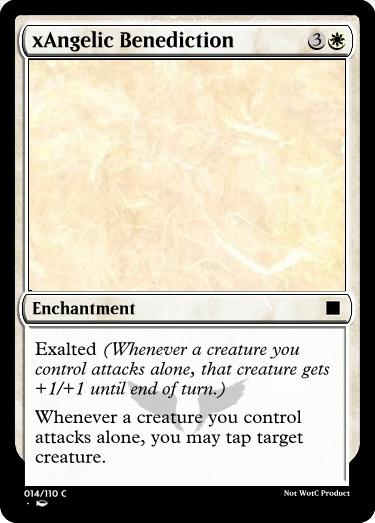 xAngelic Benediction 3
Enchantment
Exalted (Whenever a creature you
control attacks alone, that creature gets
+1/+1 until end of turn.)
Whenever a creature you control
attacks alone, you may tap target
creature.
014/110 C
Not WotC Product